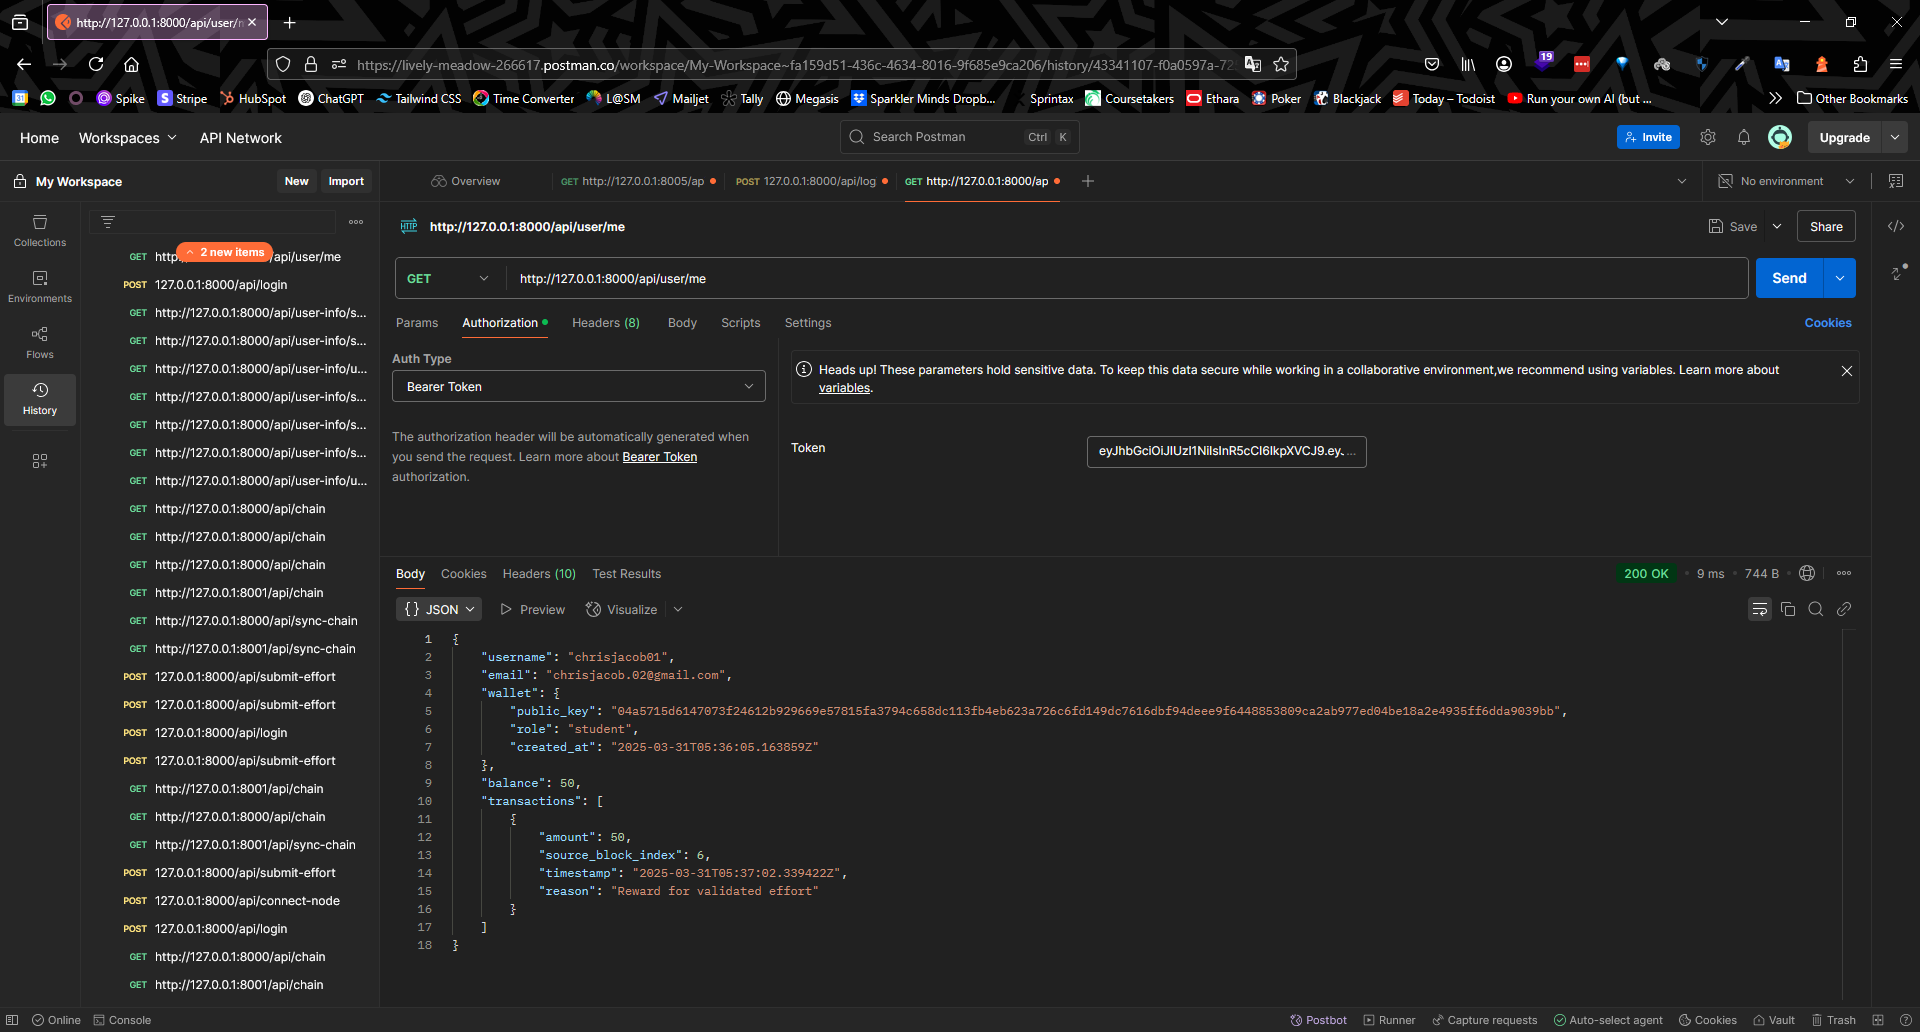 http://127.0.0.1:8000/api/user/r
https://lively-meadow-266617.postman.co/workspace/My-Workspace~fa159d51-436c-4634-8016-9f685e9ca206/history/43341107-f0a0597a-72
19
Spike
Stripe
HubSpot
ChatGPT
Tailwind CSS
Time Converter
L@SM
Mailjet
Tally
Megasis
Sparkler Minds Dropb...
Sprintax
Coursetakers
Ethara
Poker
Blackjack
Today – Todoist
Run your own AI (but ...
Other Bookmarks
Home
Workspaces
API Network
Search Postman
Ctrl K
Invite
Upgrade
My Workspace
New
Import
Overview
GET http://127.0.0.1:8005/ap
POST 127.0.0.1:8000/api/log
GET http://127.0.0.1:8000/ap
No environment
Collections
Environments
Flows
History
2 new items
GET http /api/user/me
POST 127.0.0.1:8000/api/login
GET http://127.0.0.1:8000/api/user-info/s...
GET http://127.0.0.1:8000/api/user-info/s...
GET http://127.0.0.1:8000/api/user-info/u...
GET http://127.0.0.1:8000/api/user-info/s...
GET http://127.0.0.1:8000/api/user-info/s...
GET http://127.0.0.1:8000/api/user-info/s...
GET http://127.0.0.1:8000/api/user-info/u...
GET http://127.0.0.1:8000/api/chain
GET http://127.0.0.1:8000/api/chain
GET http://127.0.0.1:8000/api/chain
GET http://127.0.0.1:8001/api/chain
GET http://127.0.0.1:8000/api/sync-chain
GET http://127.0.0.1:8001/api/sync-chain
POST 127.0.0.1:8000/api/submit-effort
POST 127.0.0.1:8000/api/submit-effort
POST 127.0.0.1:8000/api/login
POST 127.0.0.1:8000/api/submit-effort
GET http://127.0.0.1:8001/api/chain
GET http://127.0.0.1:8000/api/chain
GET http://127.0.0.1:8001/api/sync-chain
POST 127.0.0.1:8000/api/submit-effort
POST 127.0.0.1:8000/api/connect-node
POST 127.0.0.1:8000/api/login
GET http://127.0.0.1:8000/api/chain
GET http://127.0.0.1:8001/api/chain
HTTP http://127.0.0.1:8000/api/user/me
Save
Share
GET
http://127.0.0.1:8000/api/user/me
Send
Params
Authorization
Headers (8)
Body
Scripts
Settings
Cookies
Auth Type
Bearer Token
The authorization header will be automatically generated when
you send the request. Learn more about Bearer Token
authorization.
Heads up! These parameters hold sensitive data. To keep this data secure while working in a collaborative environment,we recommend using variables. Learn more about
variables.
Token
eyJhbGciOiJIUzI1NiIsInR5cCI6IkpXVCJ9.ey. ...
Body
Cookies
Headers (10)
Test Results
200 OK
9 ms
744 B
{} JSON
Preview
Visualize
1 {
2 "username": "chrisjacob01",
3 "email": "chrisjacob.02@gmail.com",
4 "wallet": {
5 "public_key": "04a5715d6147073f24612b929669e57815fa3794c658dc113fb4eb623a726c6fd149dc7616dbf94deee9f6448853809ca2ab977ed04be18a2e4935ff6dda9039bb",
6 "role": "student",
7 "created_at": "2025-03-31T05:36:05.163859Z"
8 },
9 "balance": 50,
10 "transactions": [
11 {
12 "amount": 50,
13 "source_block_index": 6,
14 "timestamp": "2025-03-31T05:37:02.339422Z",
15 "reason": "Reward for validated effort"
16 }
17 ]
18 }
Online
Console
Postbot
Runner
Capture requests
Auto-select agent
Cookies
Vault
Trash